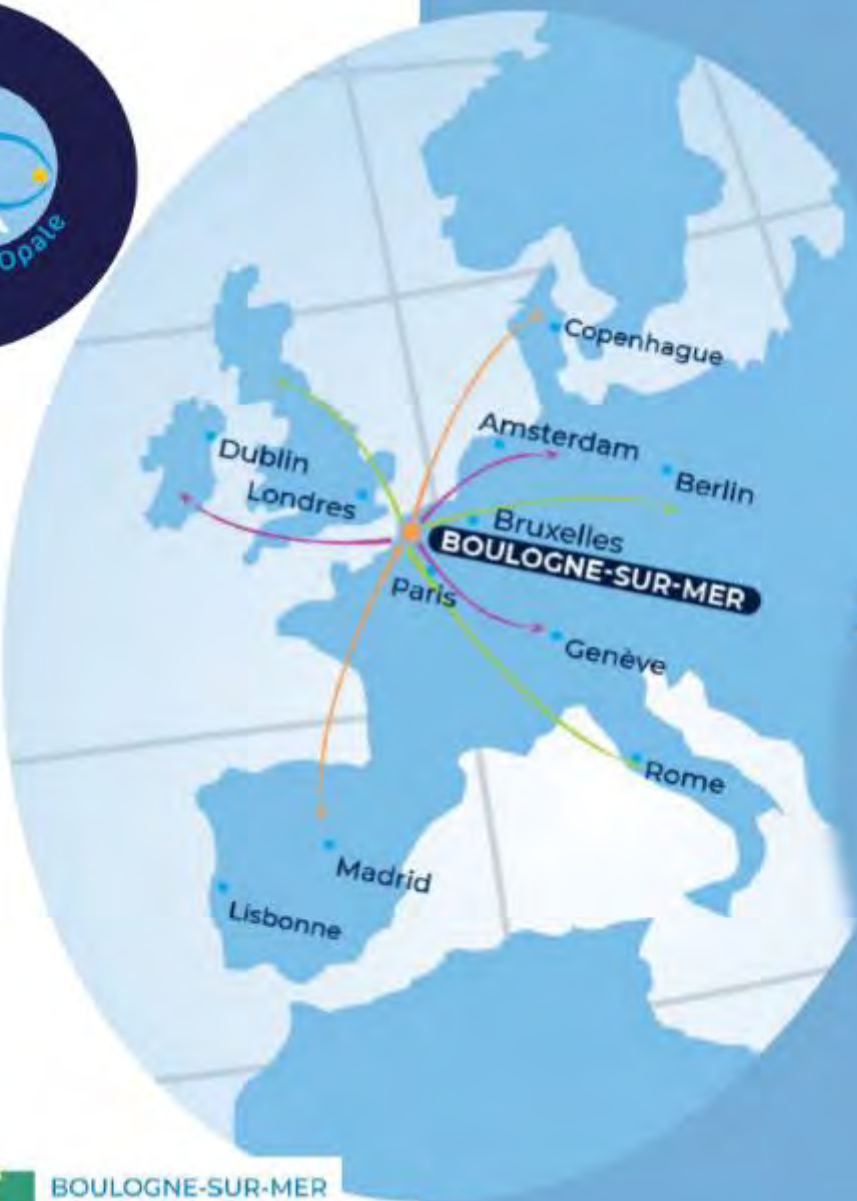 Opale
Copenhague
Amsterdam
Berlin
Dublin
Londres
Bruxelles
BOULOGNE-SUR-MER
Paris
Genève
Rome
Madrid
Lisbonne
BOULOGNE-SUR-MER